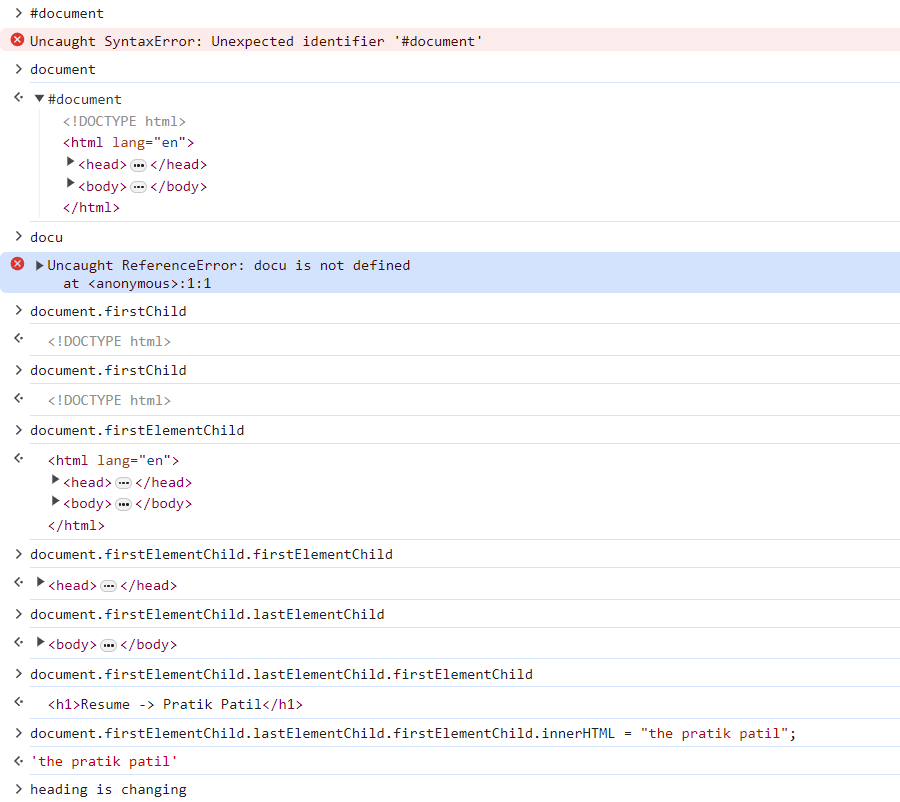 > #document
Uncaught SyntaxError: Unexpected identifier '#document'
> document
#document
<!DOCTYPE html>
<html lang="en">
<head>…</head>
<body>…</body>
</html>
> docu
Uncaught ReferenceError: docu is not defined
at <anonymous>:1:1
> document.firstChild
<!DOCTYPE html>
> document.firstChild
<!DOCTYPE html>
> document.firstElementChild
<html lang="en">
<head>…</head>
<body>…</body>
</html>
> document.firstElementChild.firstElementChild
<head>…</head>
> document.firstElementChild.lastElementChild
<body>…</body>
> document.firstElementChild.lastElementChild.firstElementChild
<h1>Resume -> Pratik Patil</h1>
> document.firstElementChild.lastElementChild.firstElementChild.innerHTML = "the pratik patil";
'the pratik patil'
> heading is changing